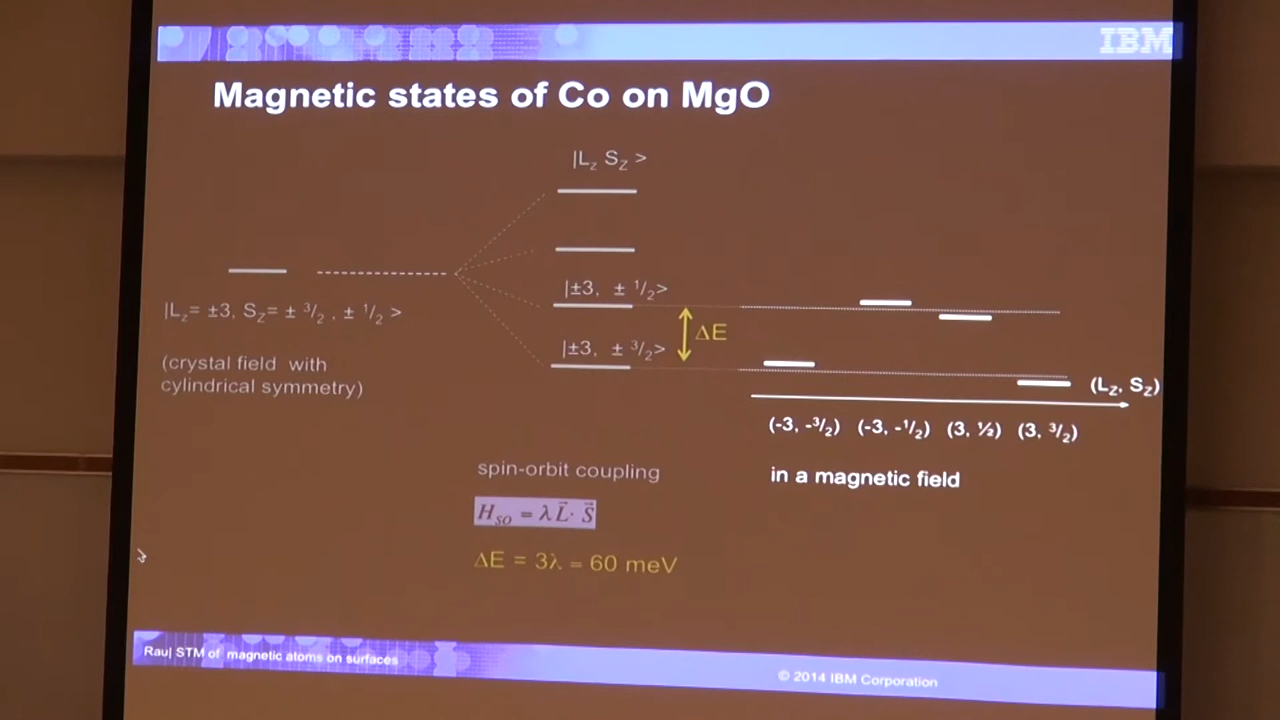 IBM
Magnetic states of Co on MgO
|Lz Sz >
|Lz= ±3, Sz= ± 3/2 , ± 1/2 >
(crystal field with
cylindrical symmetry)
|±3, ± 1/2>
ΔE
|±3, ± 3/2>
(Lz, Sz)
(-3, -3/2) (-3, -1/2) (3, ½) (3, 3/2)
in a magnetic field
spin-orbit coupling
HSO = λL⃗· S⃗
ΔE = 3λ = 60 meV
Rau| STM of magnetic atoms on surfaces
© 2014 IBM Corporation